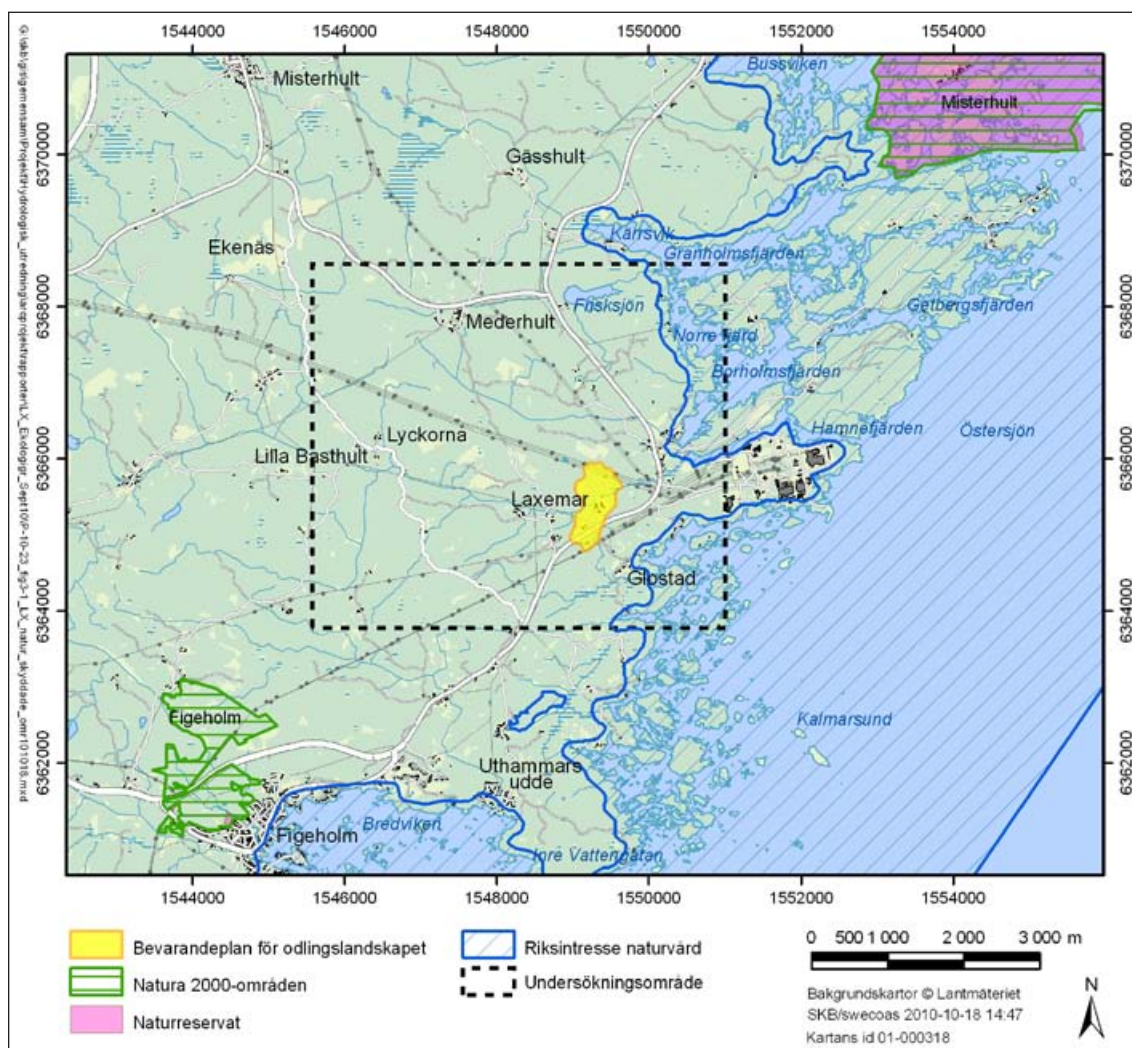 1544000 1546000 1548000 1550000 1552000 1554000
Misterhult
Bussviken
Misterhult
6370000
Gässhult
6370000
Kärrsvik
Ekenäs
Granholmsfjärden
6368000
Frisksjön
Getbergsfjärden
6368000
Mederhult
Norre fjärd
Borholmsfjärden
Lyckorna
Hamnefjärden
Östersjön
6366000
Lilla Basthult
6366000
Laxemar
Glostad
6364000
6364000
Figeholm
Kalmarsund
6362000
Uthammars
udde
6362000
Figeholm
Bredviken
Inre Vattengatan
1544000 1546000 1548000 1550000 1552000 1554000
Bevarandeplan för odlingslandskapet
Natura 2000-områden
Naturreservat
Riksintresse naturvård
Undersökningsområde
0 500 1 000 2 000 3 000 m
Bakgrundskartor © Lantmäteriet
SKB/swecoas 2010-10-18 14:47
Kartans id 01-000318
N